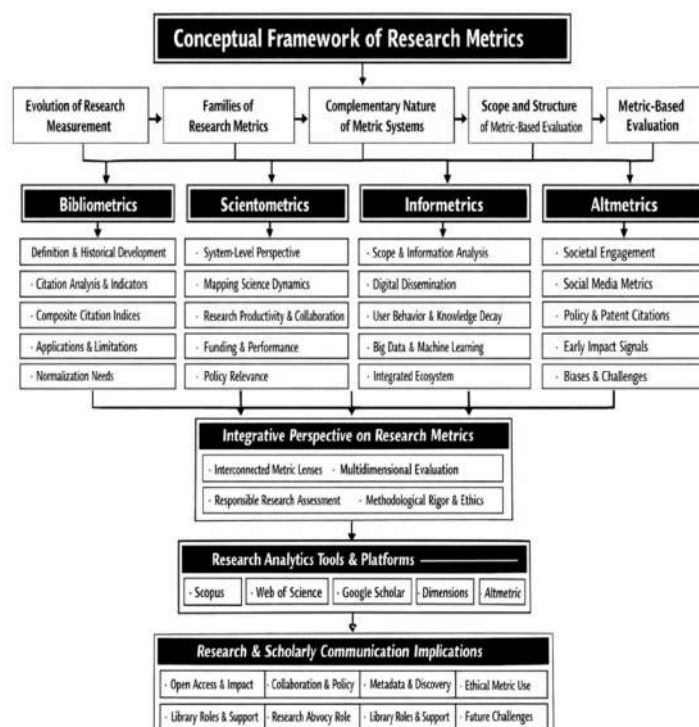 Conceptual Framework of Research Metrics
Evolution of Research
Measurement
Families of
Research Metrics
Complementary Nature
of Metric Systems
Scope and Structure
of Metric-Based Evaluation
Metric-Based
Evaluation
Bibliometrics
Definition & Historical Development
· Citation Analysis & Indicators
· Composite Citation Indices
· Applications & Limitations
· Normalization Needs
Scientometrics
· System-Level Perspective
· Mapping Science Dynamics
· Research Productivity & Collaboration
· Funding & Performance
· Policy Relevance
Informetrics
· Scope & Information Analysis
· Digital Dissemination
· User Behavior & Knowledge Decay
· Big Data & Machine Learning
· Integrated Ecosystem
Altmetrics
· Societal Engagement
· Social Media Metrics
· Policy & Patent Citations
· Early Impact Signals
· Biases & Challenges
Integrative Perspective on Research Metrics
· Interconnected Metric Lenses · Multidimensional Evaluation
· Responsible Research Assessment · Methodological Rigor & Ethics
Research Analytics Tools & Platforms
· Scopus · Web of Science · Google Scholar · Dimensions · Altmetric
Research & Scholarly Communication Implications
· Open Access & Impact · Collaboration & Policy · Metadata & Discovery · Ethical Metric Use
· Library Roles & Support · Research Abvocy Role · Library Roles & Support · Future Challenges